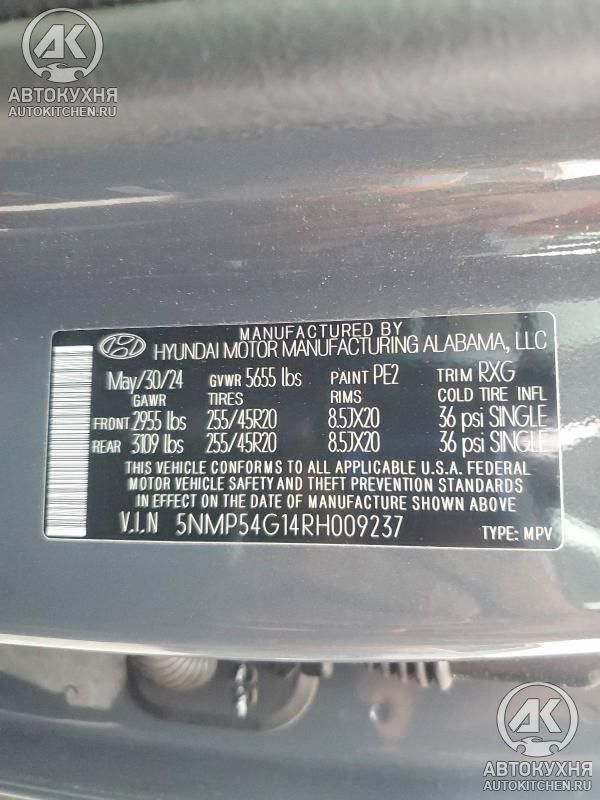 АК
АВТОКУХНЯ
AUTOKITCHEN.RU
MANUFACTURED BY
HYUNDAI MOTOR MANUFACTURING ALABAMA, LLC
May/30/24 GVWR 5655 lbs PAINT PE2 TRIM RXG
GAWR TIRES RIMS COLD TIRE INFL
FRONT 2955 lbs 255/45R20 8.5JX20 36 psi SINGLE
REAR 3109 lbs 255/45R20 8.5JX20 36 psi SINGLE
THIS VEHICLE CONFORMS TO ALL APPLICABLE U.S.A. FEDERAL
MOTOR VEHICLE SAFETY AND THEFT PREVENTION STANDARDS
IN EFFECT ON THE DATE OF MANUFACTURE SHOWN ABOVE
V.I.N 5NMP54G14RH009237
TYPE: MPV
АК
АВТОКУХНЯ
AUTOKITCHEN.RU